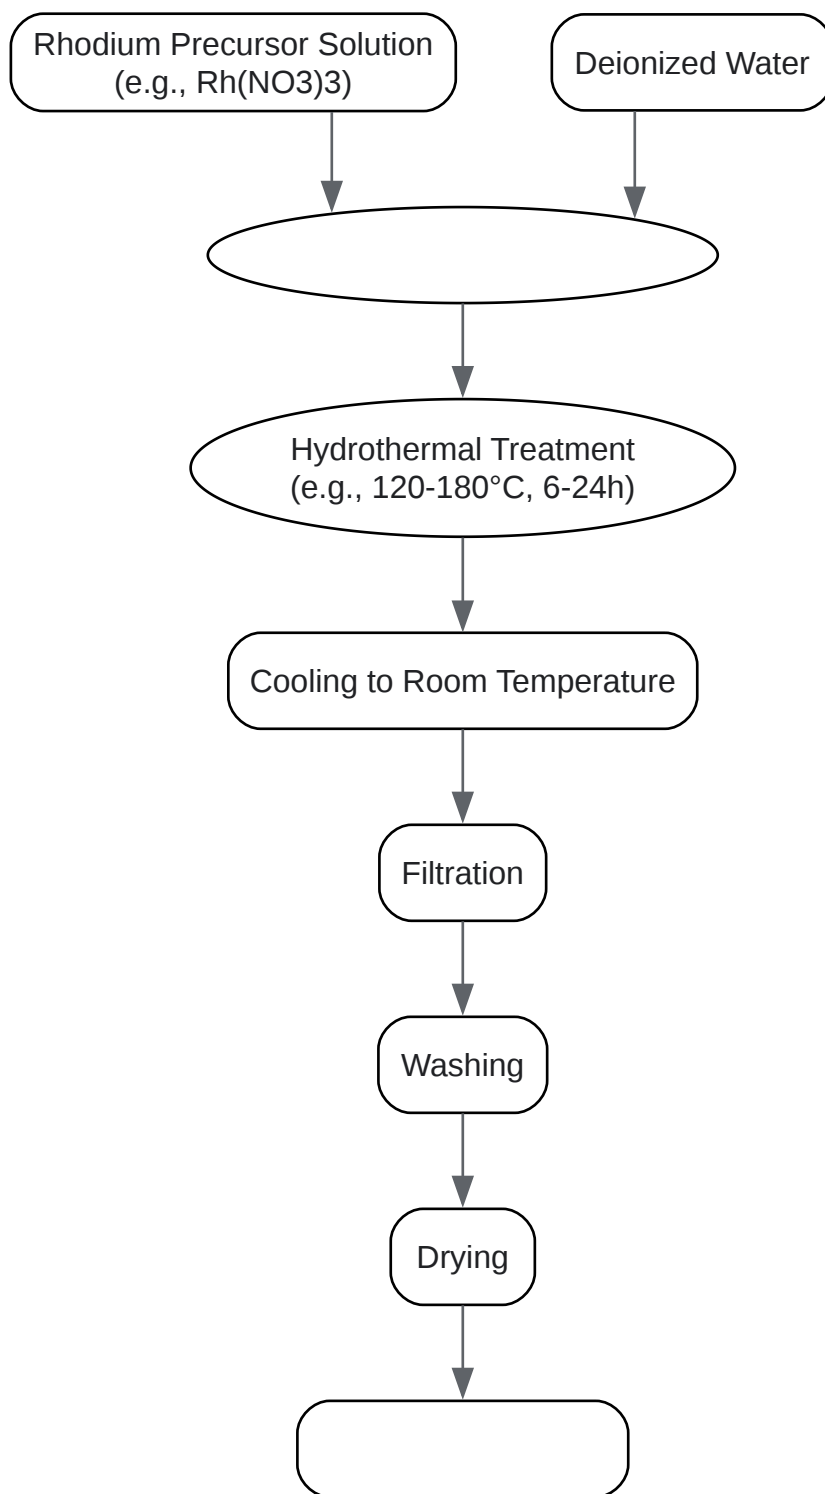 Rhodium Precursor Solution
(e.g., Rh(NO3)3)
Deionized Water
Hydrothermal Treatment
(e.g., 120-180°C, 6-24h)
Cooling to Room Temperature
Filtration
Washing
Drying